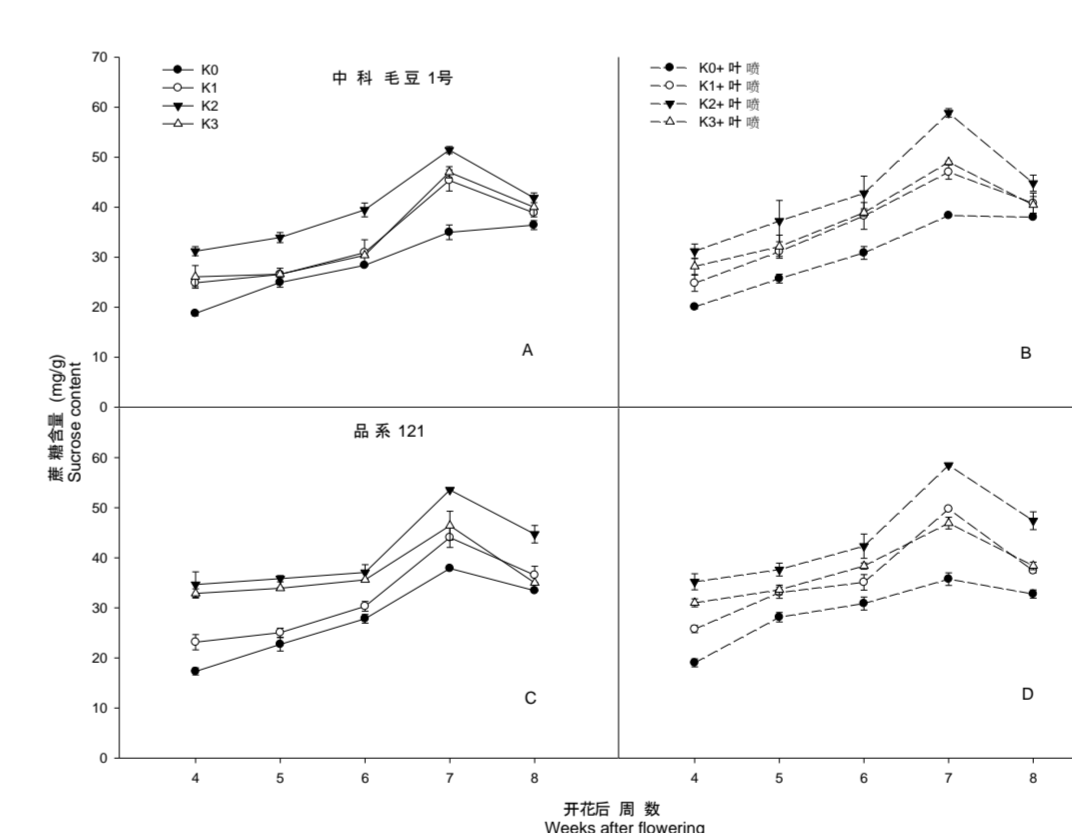 70
60
50
40
30
20
10
0
K0
K1
K2
K3
中 科 毛 豆 1号
A
K0+ 叶 喷
K1+ 叶 喷
K2+ 叶 喷
K3+ 叶 喷
B
蔗 糖含量 (mg/g)
Sucrose content
60
50
40
30
20
10
0
品 系 121
C
D
4 5 6 7 8 4 5 6 7 8
开花后 周 数
Weeks after flowering